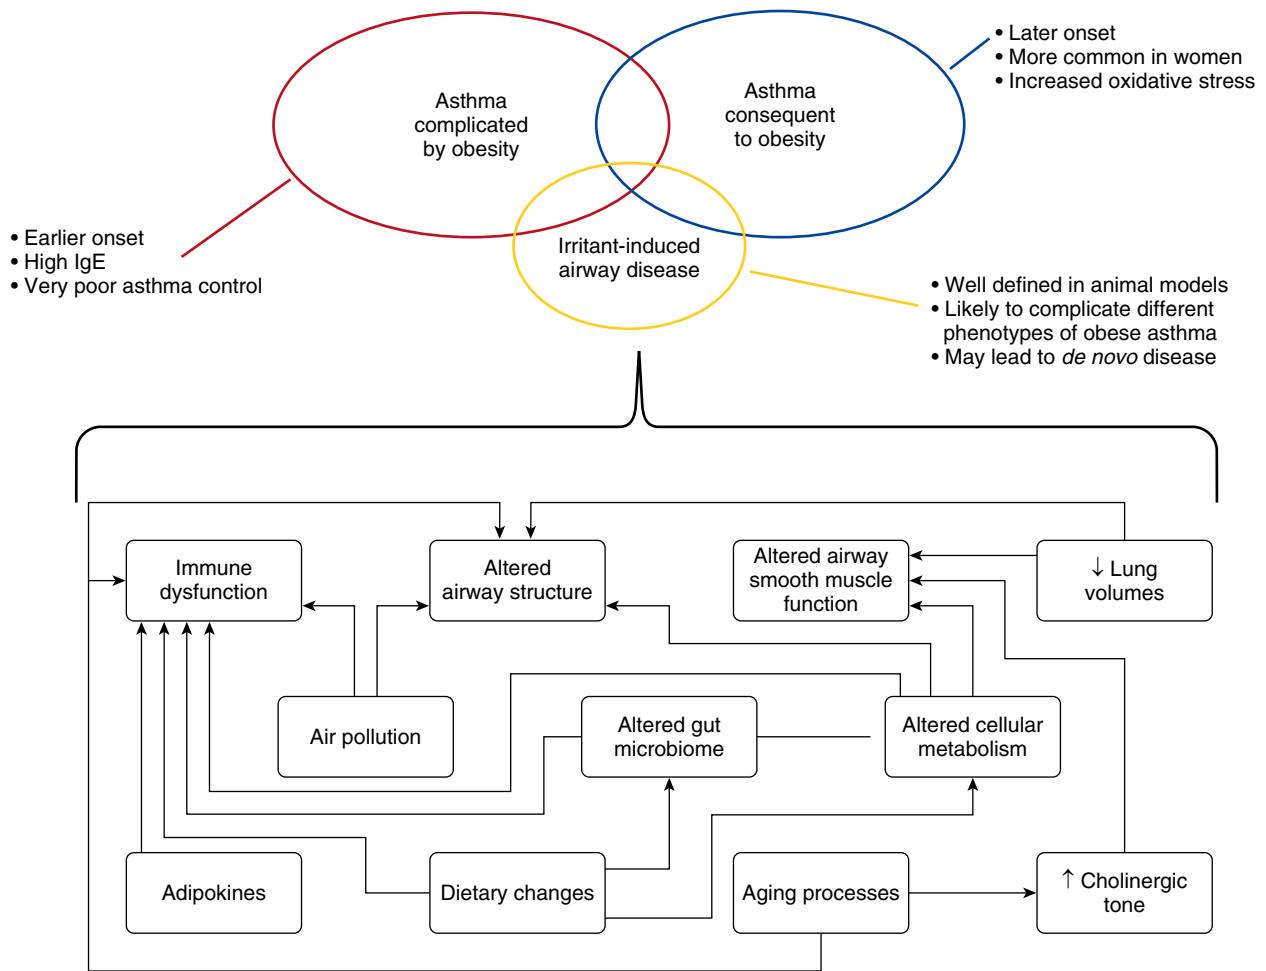 Asthma
complicated
by obesity
Asthma
consequent
to obesity
• Later onset
• More common in women
• Increased oxidative stress
• Earlier onset
• High IgE
• Very poor asthma control
Irritant-induced
airway disease
• Well defined in animal models
• Likely to complicate different
phenotypes of obese asthma
• May lead to de novo disease
Immune
dysfunction
Altered
airway structure
Altered airway
smooth muscle
function
↓ Lung
volumes
Air pollution
Altered gut
microbiome
Altered cellular
metabolism
Adipokines
Dietary changes
Aging processes
↑ Cholinergic
tone